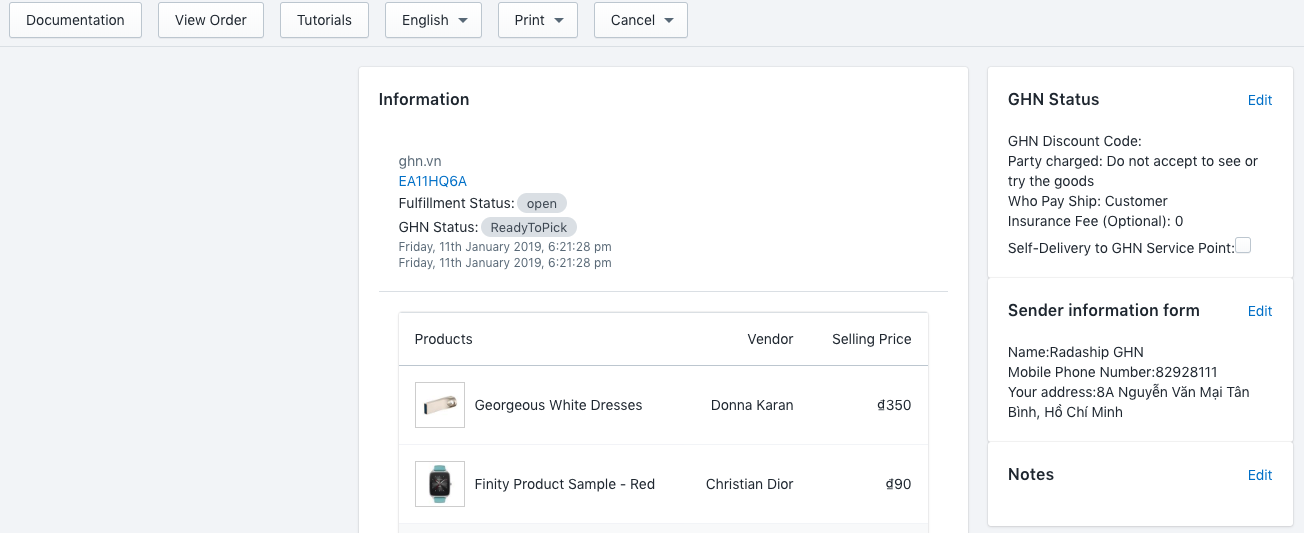 Documentation
View Order
Tutorials
English
Print
Cancel
Information
ghn.vn
EA11HQ6A
Fulfillment Status: open
GHN Status: ReadyToPick
Friday, 11th January 2019, 6:21:28 pm
Friday, 11th January 2019, 6:21:28 pm
Products Vendor Selling Price
Georgeous White Dresses Donna Karan ₫350
Finity Product Sample - Red Christian Dior ₫90
GHN Status Edit
GHN Discount Code:
Party charged: Do not accept to see or
try the goods
Who Pay Ship: Customer
Insurance Fee (Optional): 0
Self-Delivery to GHN Service Point:
Sender information form Edit
Name:Radaship GHN
Mobile Phone Number:82928111
Your address:8A Nguyễn Văn Mại Tân
Bình, Hồ Chí Minh
Notes Edit